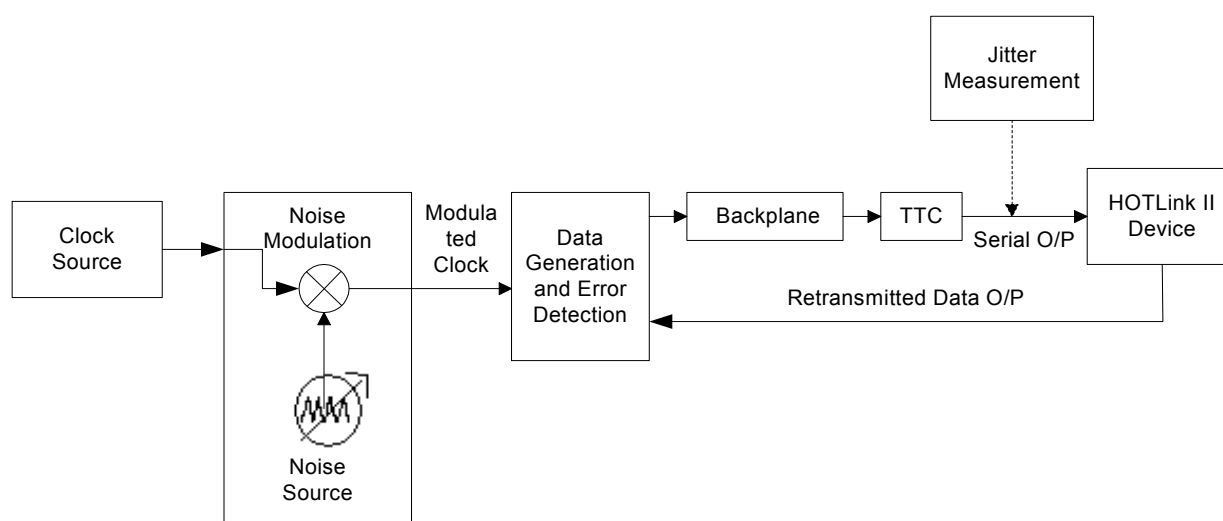 Jitter
Measurement
Clock
Source
Noise
Modulation
Modula
ted
Clock
Data
Generation
and Error
Detection
Backplane
TTC
Serial O/P
HOTLink II
Device
Retransmitted Data O/P
Noise
Source